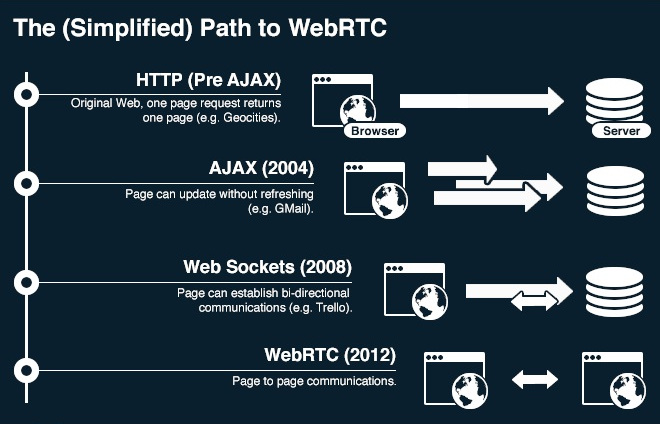 The (Simplified) Path to WebRTC
HTTP (Pre AJAX)
Original Web, one page request returns
one page (e.g. Geocities).
Browser
Server
AJAX (2004)
Page can update without refreshing
(e.g. GMail).
Web Sockets (2008)
Page can establish bi-directional
communications (e.g. Trello).
WebRTC (2012)
Page to page communications.